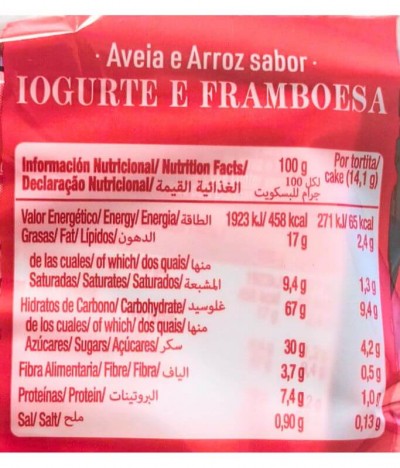 · Aveia e Arroz sabor ·
IOGURTE E FRAMBOESA
Información Nutricional/ Nutrition Facts/ 100 g Por tortita/
Declaração Nutricional/ الغذائية القيمة لكل 100 جرام للبسكويت cake (14,1 g)
Valor Energético/ Energy/ Energia/ الطاقة 1923 kJ/ 458 kcal 271 kJ/ 65 kcal
Grasas/ Fat/ Lípidos/ الدهون 17 g 2,4 g
de las cuales/ of which/ dos quais/ منها
Saturadas/ Saturates/ Saturados/ المشبعة 9,4 g 1,3 g
Hidratos de Carbono/ Carbohydrate/ غلوسيد 67 g 9,4 g
de los cuales/ of which/ dos quais/ منها
Azúcares/ Sugars/ Açúcares/ سكر 30 g 4,2 g
Fibra Alimentaria/ Fibre/ Fibra/ الياف 3,7 g 0,5 g
Proteínas/ Protein/ البروتينات 7,4 g 1,0 g
Sal/ Salt/ ملح 0,90 g 0,13 g